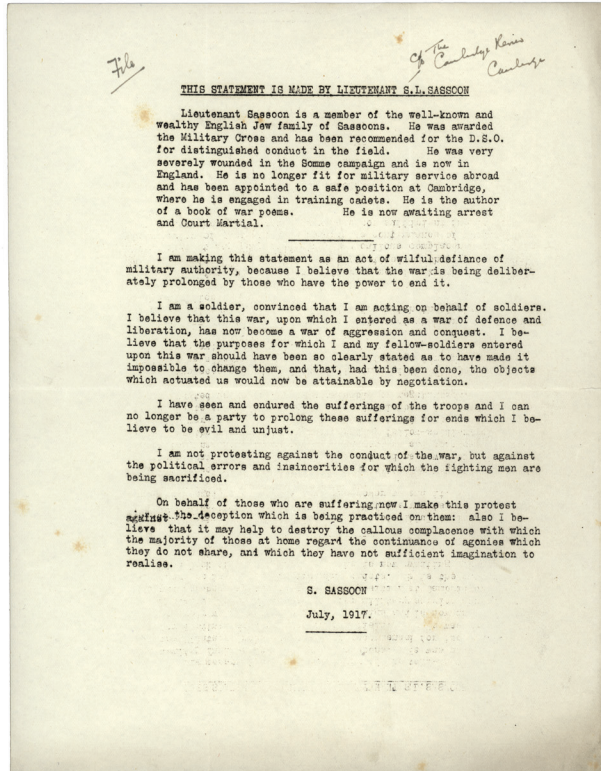 File
c/o The
Cambridge Review
Cambridge
THIS STATEMENT IS MADE BY LIEUTENANT S.L.SASSOON
Lieutenant Sassoon is a member of the well-known and
wealthy English Jew family of Sassoons. He was awarded
the Military Cross and has been recommended for the D.S.O.
for distinguished conduct in the field. He was very
severely wounded in the Somme campaign and is now in
England. He is no longer fit for military service abroad
and has been appointed to a safe position at Cambridge,
where he is engaged in training cadets. He is the author
of a book of war poems. He is now awaiting arrest
and Court Martial.
I am making this statement as an act of wilful defiance of
military authority, because I believe that the war is being deliber-
ately prolonged by those who have the power to end it.
I am a soldier, convinced that I am acting on behalf of soldiers.
I believe that this war, upon which I entered as a war of defence and
liberation, has now become a war of aggression and conquest. I be-
lieve that the purposes for which I and my fellow-soldiers entered
upon this war should have been so clearly stated as to have made it
impossible to change them, and that, had this been done, the objects
which actuated us would now be attainable by negotiation.
I have seen and endured the sufferings of the troops and I can
no longer be a party to prolong these sufferings for ends which I be-
lieve to be evil and unjust.
I am not protesting against the conduct of the war, but against
the political errors and insincerities for which the fighting men are
being sacrificed.
On behalf of those who are suffering now I make this protest
against the deception which is being practiced on them: also I be-
lieve that it may help to destroy the callous complacence with which
the majority of those at home regard the continuance of agonies which
they do not share, and which they have not sufficient imagination to
realise.
S. SASSOON
July, 1917.